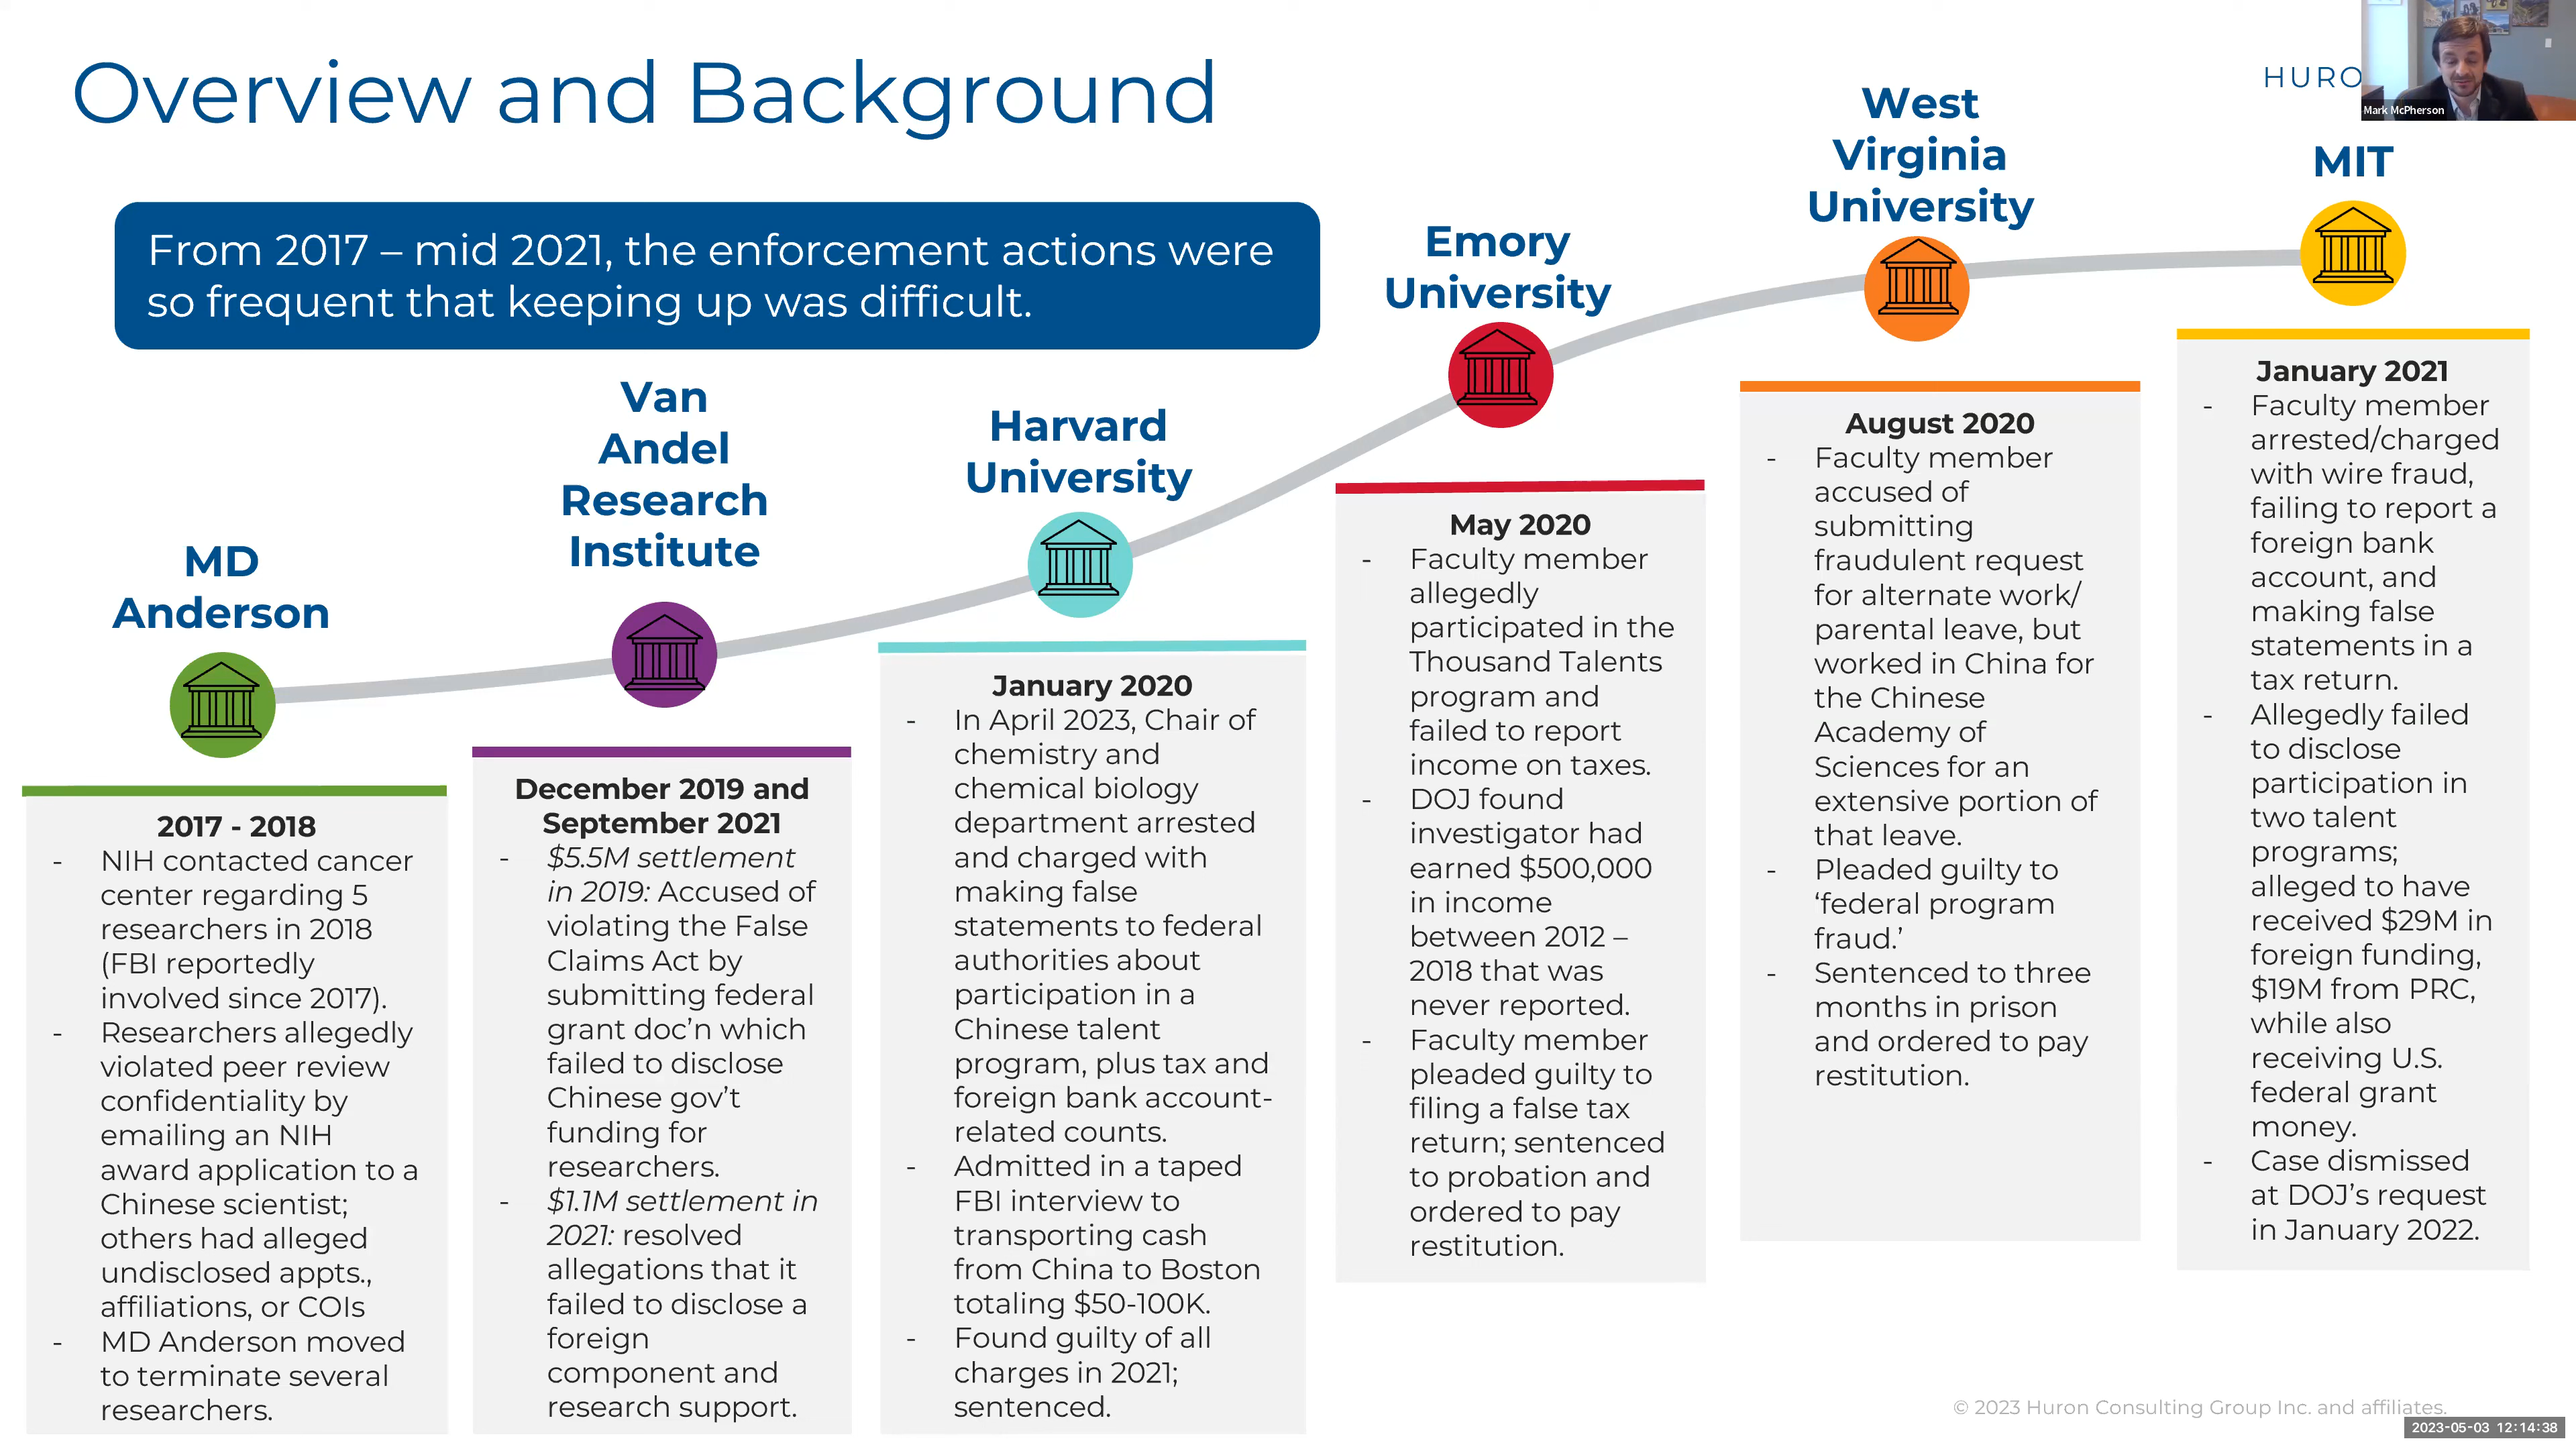 Overview and Background
HURO
Mark McPherson
From 2017 – mid 2021, the enforcement actions were
so frequent that keeping up was difficult.
MD
Anderson
2017 - 2018
- NIH contacted cancer
center regarding 5
researchers in 2018
(FBI reportedly
involved since 2017).
- Researchers allegedly
violated peer review
confidentiality by
emailing an NIH
award application to a
Chinese scientist;
others had alleged
undisclosed appts.,
affiliations, or COIs
- MD Anderson moved
to terminate several
researchers.
Van
Andel
Research
Institute
December 2019 and
September 2021
- $5.5M settlement
in 2019: Accused of
violating the False
Claims Act by
submitting federal
grant doc’n which
failed to disclose
Chinese gov’t
funding for
researchers.
- $1.1M settlement in
2021: resolved
allegations that it
failed to disclose a
foreign
component and
research support.
Harvard
University
January 2020
- In April 2023, Chair of
chemistry and
chemical biology
department arrested
and charged with
making false
statements to federal
authorities about
participation in a
Chinese talent
program, plus tax and
foreign bank account-
related counts.
- Admitted in a taped
FBI interview to
transporting cash
from China to Boston
totaling $50-100K.
- Found guilty of all
charges in 2021;
sentenced.
Emory
University
May 2020
- Faculty member
allegedly
participated in the
Thousand Talents
program and
failed to report
income on taxes.
- DOJ found
investigator had
earned $500,000
in income
between 2012 –
2018 that was
never reported.
- Faculty member
pleaded guilty to
filing a false tax
return; sentenced
to probation and
ordered to pay
restitution.
West
Virginia
University
August 2020
- Faculty member
accused of
submitting
fraudulent request
for alternate work/
parental leave, but
worked in China for
the Chinese
Academy of
Sciences for an
extensive portion of
that leave.
- Pleaded guilty to
‘federal program
fraud.’
- Sentenced to three
months in prison
and ordered to pay
restitution.
MIT
January 2021
- Faculty member
arrested/charged
with wire fraud,
failing to report a
foreign bank
account, and
making false
statements in a
tax return.
- Allegedly failed
to disclose
participation in
two talent
programs;
alleged to have
received $29M in
foreign funding,
$19M from PRC,
while also
receiving U.S.
federal grant
money.
- Case dismissed
at DOJ’s request
in January 2022.
© 2023 Huron Consulting Group Inc. and affiliates.
2023-05-03 12:14:38